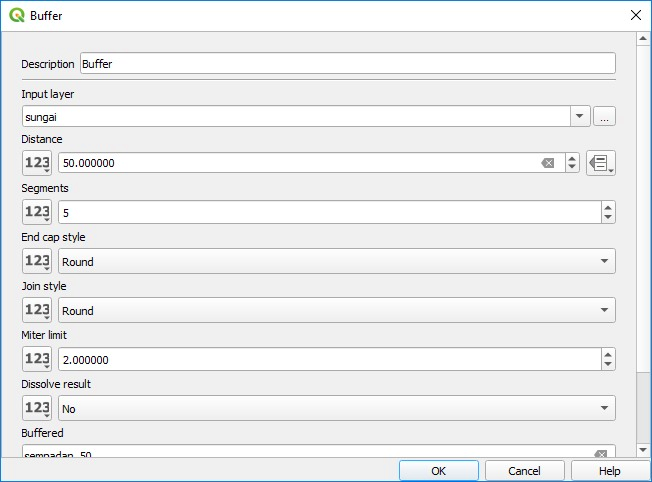 Buffer
Description Buffer
Input layer
sungai ...
Distance
123 50.000000
Segments
123 5
End cap style
123 Round
Join style
123 Round
Miter limit
123 2.000000
Dissolve result
123 No
Buffered
sempadan_50
OK Cancel Help